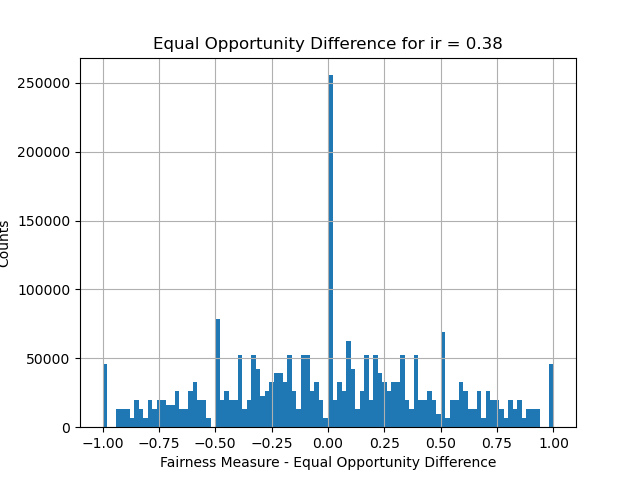 Equal Opportunity Difference for ir = 0.38
250000
200000
150000
100000
50000
0
Counts
−1.00 −0.75 −0.50 −0.25 0.00 0.25 0.50 0.75 1.00
Fairness Measure - Equal Opportunity Difference